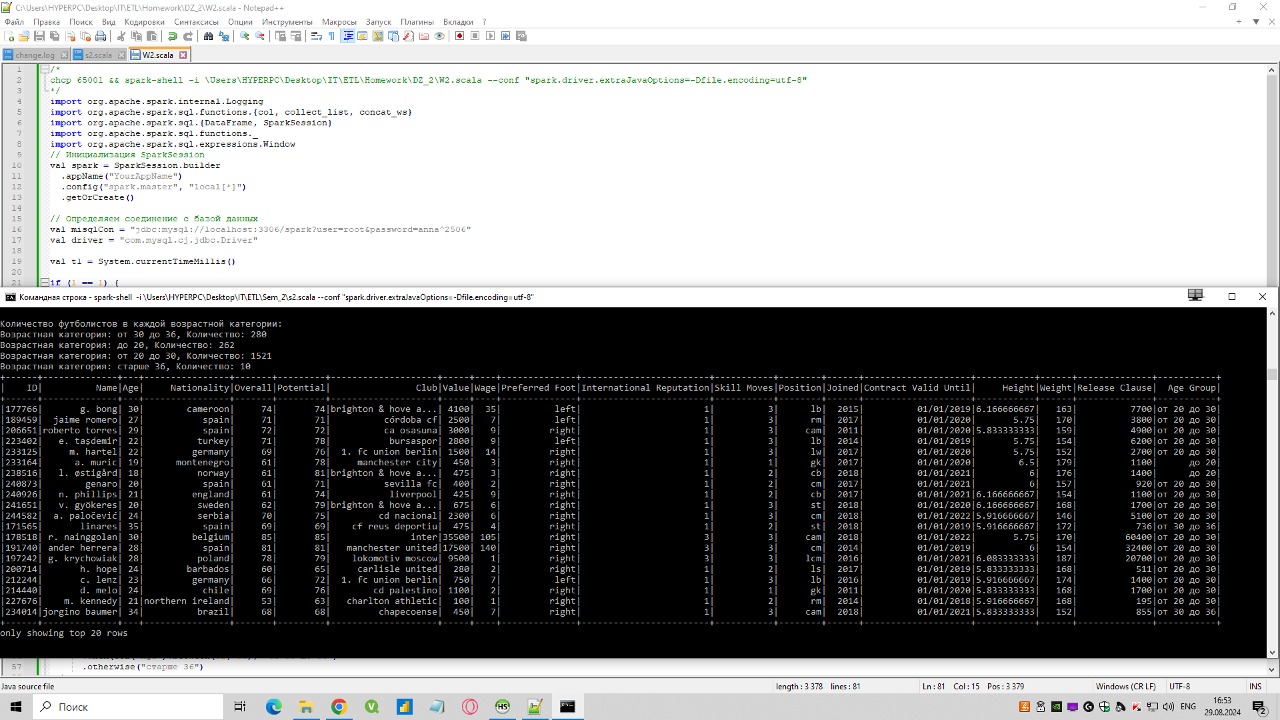 C:\Users\HYPERPC\Desktop\IT\ETL\Homework\DZ_2\W2.scala - Notepad++
Файл Правка Поиск Вид Кодировки Синтаксисы Опции Инструменты Макросы Запуск Плагины Вкладки ?
change.log s2.scala W2.scala
1 /*
2 chcp 65001 && spark-shell -i \Users\HYPERPC\Desktop\IT\ETL\Homework\DZ_2\W2.scala --conf "spark.driver.extraJavaOptions=-Dfile.encoding=utf-8"
3 */
4 import org.apache.spark.internal.Logging
5 import org.apache.spark.sql.functions.{col, collect_list, concat_ws}
6 import org.apache.spark.sql.{DataFrame, SparkSession}
7 import org.apache.spark.sql.functions._
8 import org.apache.spark.sql.expressions.Window
9 // Инициализация SparkSession
10 val spark = SparkSession.builder
11 .appName("YourAppName")
12 .config("spark.master", "local[*]")
13 .getOrCreate()
14
15 // Определяем соединение с базой данных
16 val misqlCon = "jdbc:mysql://localhost:3306/spark?user=root&password=anna^2506"
17 val driver = "com.mysql.cj.jdbc.Driver"
18
19 val t1 = System.currentTimeMillis()
20
21 if (1 == 1) {
Командная строка - spark-shell -i \Users\HYPERPC\Desktop\IT\ETL\Sem_2\s2.scala --conf "spark.driver.extraJavaOptions=-Dfile.encoding=utf-8"
Количество футболистов в каждой возрастной категории:
Возрастная категория: от 30 до 36, Количество: 280
Возрастная категория: до 20, Количество: 262
Возрастная категория: от 20 до 30, Количество: 1521
Возрастная категория: старше 36, Количество: 10
| ID| Name|Age| Nationality|Overall|Potential| Club|Value|Wage|Preferred Foot|International Reputation|Skill Moves|Position|Joined|Contract Valid Until| Height|Weight|Release Clause| Age Group|
|177766| g. bong| 30| cameroon| 74| 74|brighton & hove a...| 4100| 35| left| 1| 3| lb| 2015| 01/01/2019|6.166666667| 163| 7700|от 20 до 30|
|189459| jaime romero| 27| spain| 71| 71| córdoba cf| 2500| 7| left| 1| 3| rm| 2017| 01/01/2020| 5.75| 170| 3800|от 20 до 30|
|208651|roberto torres| 29| spain| 72| 72| ca osasuna| 3000| 9| right| 1| 3| cam| 2011| 01/01/2020|5.833333333| 159| 4900|от 20 до 30|
|223402| e. taşdemir| 22| turkey| 71| 78| bursaspor| 2800| 9| left| 1| 3| lb| 2014| 01/01/2019| 5.75| 154| 6200|от 20 до 30|
|233125| m. hartel| 22| germany| 69| 76| 1. fc union berlin| 1500| 14| right| 1| 3| lw| 2017| 01/01/2020| 5.75| 152| 2700|от 20 до 30|
|233164| a. muric| 19| montenegro| 61| 78| manchester city| 450| 3| right| 1| 1| gk| 2017| 01/01/2020| 6.5| 179| 1100| до 20|
|238516| l. østigård| 18| norway| 61| 81|brighton & hove a...| 475| 3| right| 1| 2| cb| 2018| 01/01/2021| 6| 176| 1400| до 20|
|240873| genaro| 20| spain| 61| 71| sevilla fc| 400| 2| right| 1| 2| cm| 2017| 01/01/2021| 6| 157| 920|от 20 до 30|
|240926| n. phillips| 21| england| 61| 74| liverpool| 425| 9| right| 1| 2| cb| 2016| 01/01/2020|6.166666667| 154| 1100|от 20 до 30|
|241651| v. gyökeres| 20| sweden| 62| 79|brighton & hove a...| 675| 6| right| 1| 3| st| 2018| 01/01/2020|6.166666667| 168| 1700|от 20 до 30|
|244582| a. paločević| 24| serbia| 70| 75| cd nacional| 2300| 6| right| 1| 3| cam| 2018| 01/01/2022|5.916666667| 146| 5100|от 20 до 30|
|171565| linares| 35| spain| 69| 69| cf reus deportiu| 475| 4| right| 1| 3| st| 2018| 01/01/2019|5.916666667| 172| 736|от 30 до 36|
|178518| r. nainggolan| 30| belgium| 85| 85| inter|35500| 105| right| 3| 3| cam| 2018| 01/01/2022| 5.75| 170| 60400|от 20 до 30|
|191740| ander herrera| 28| spain| 81| 81| manchester united|17500| 140| right| 3| 3| cm| 2014| 01/01/2019| 6| 154| 32400|от 20 до 30|
|197242| g. krychowiak| 28| poland| 78| 79| lokomotiv moscow| 9500| 1| right| 3| 3| lcm| 2016| 01/01/2019|6.083333333| 187| 20700|от 20 до 30|
|200714| h. hope| 24| barbados| 60| 65| carlisle united| 280| 2| right| 1| 2| ls| 2017| 01/01/2019|5.833333333| 168| 511|от 20 до 30|
|212244| c. lenz| 23| germany| 66| 72| 1. fc union berlin| 750| 7| left| 1| 3| lb| 2016| 01/01/2020|5.916666667| 174| 1400|от 20 до 30|
|214440| d. melo| 24| chile| 69| 76| cd palestino| 1100| 2| right| 1| 1| gk| 2011| 01/01/2020|5.833333333| 168| 1700|от 20 до 30|
|227676| m. kennedy| 21|northern ireland| 53| 63| charlton athletic| 100| 1| right| 1| 2| rm| 2014| 01/01/2018|5.916666667| 168| 195|от 20 до 30|
|234014|jorgino baumer| 34| brazil| 68| 68| chapecoense| 450| 7| right| 1| 3| cam| 2018| 01/01/2021|5.833333333| 152| 855|от 30 до 36|
only showing top 20 rows
57 .otherwise("старше 36")
Java source file length : 3 378 lines : 81 Ln : 81 Col : 15 Pos : 3 379 Windows (CR LF) UTF-8 INS
Поиск ENG 16:53
29.08.2024